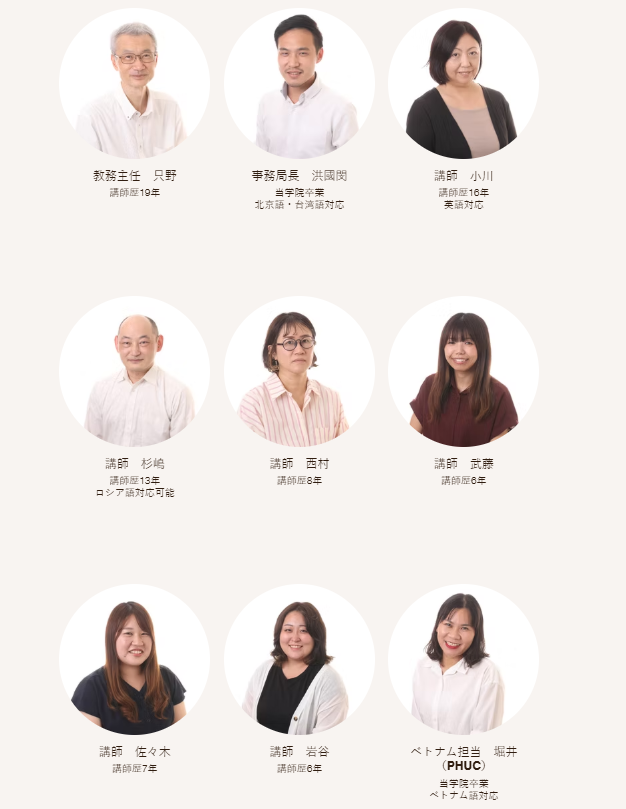 教務主任　只野
講師歴19年
事務局長　洪國閔
当学院卒業
北京語・台湾語対応
講師　小川
講師歴16年
英語対応
講師　杉嶋
講師歴13年
ロシア語対応可能
講師　西村
講師歴8年
講師　武藤
講師歴6年
講師　佐々木
講師歴7年
講師　岩谷
講師歴6年
ベトナム担当　堀井
（PHUC）
当学院卒業
ベトナム語対応